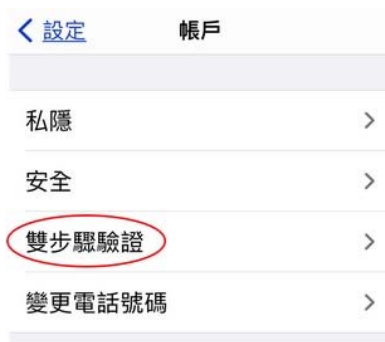 設定 帳戶
私隱
安全
雙步驟驗證
變更電話號碼